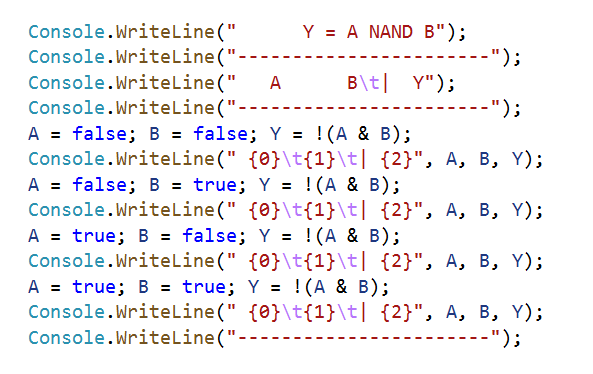 Console.WriteLine("      Y = A NAND B");
Console.WriteLine("-----------------------");
Console.WriteLine("   A      B\t|  Y");
Console.WriteLine("-----------------------");
A = false; B = false; Y = !(A & B);
Console.WriteLine(" {0}\t{1}\t| {2}", A, B, Y);
A = false; B = true; Y = !(A & B);
Console.WriteLine(" {0}\t{1}\t| {2}", A, B, Y);
A = true; B = false; Y = !(A & B);
Console.WriteLine(" {0}\t{1}\t| {2}", A, B, Y);
A = true; B = true; Y = !(A & B);
Console.WriteLine(" {0}\t{1}\t| {2}", A, B, Y);
Console.WriteLine("-----------------------");